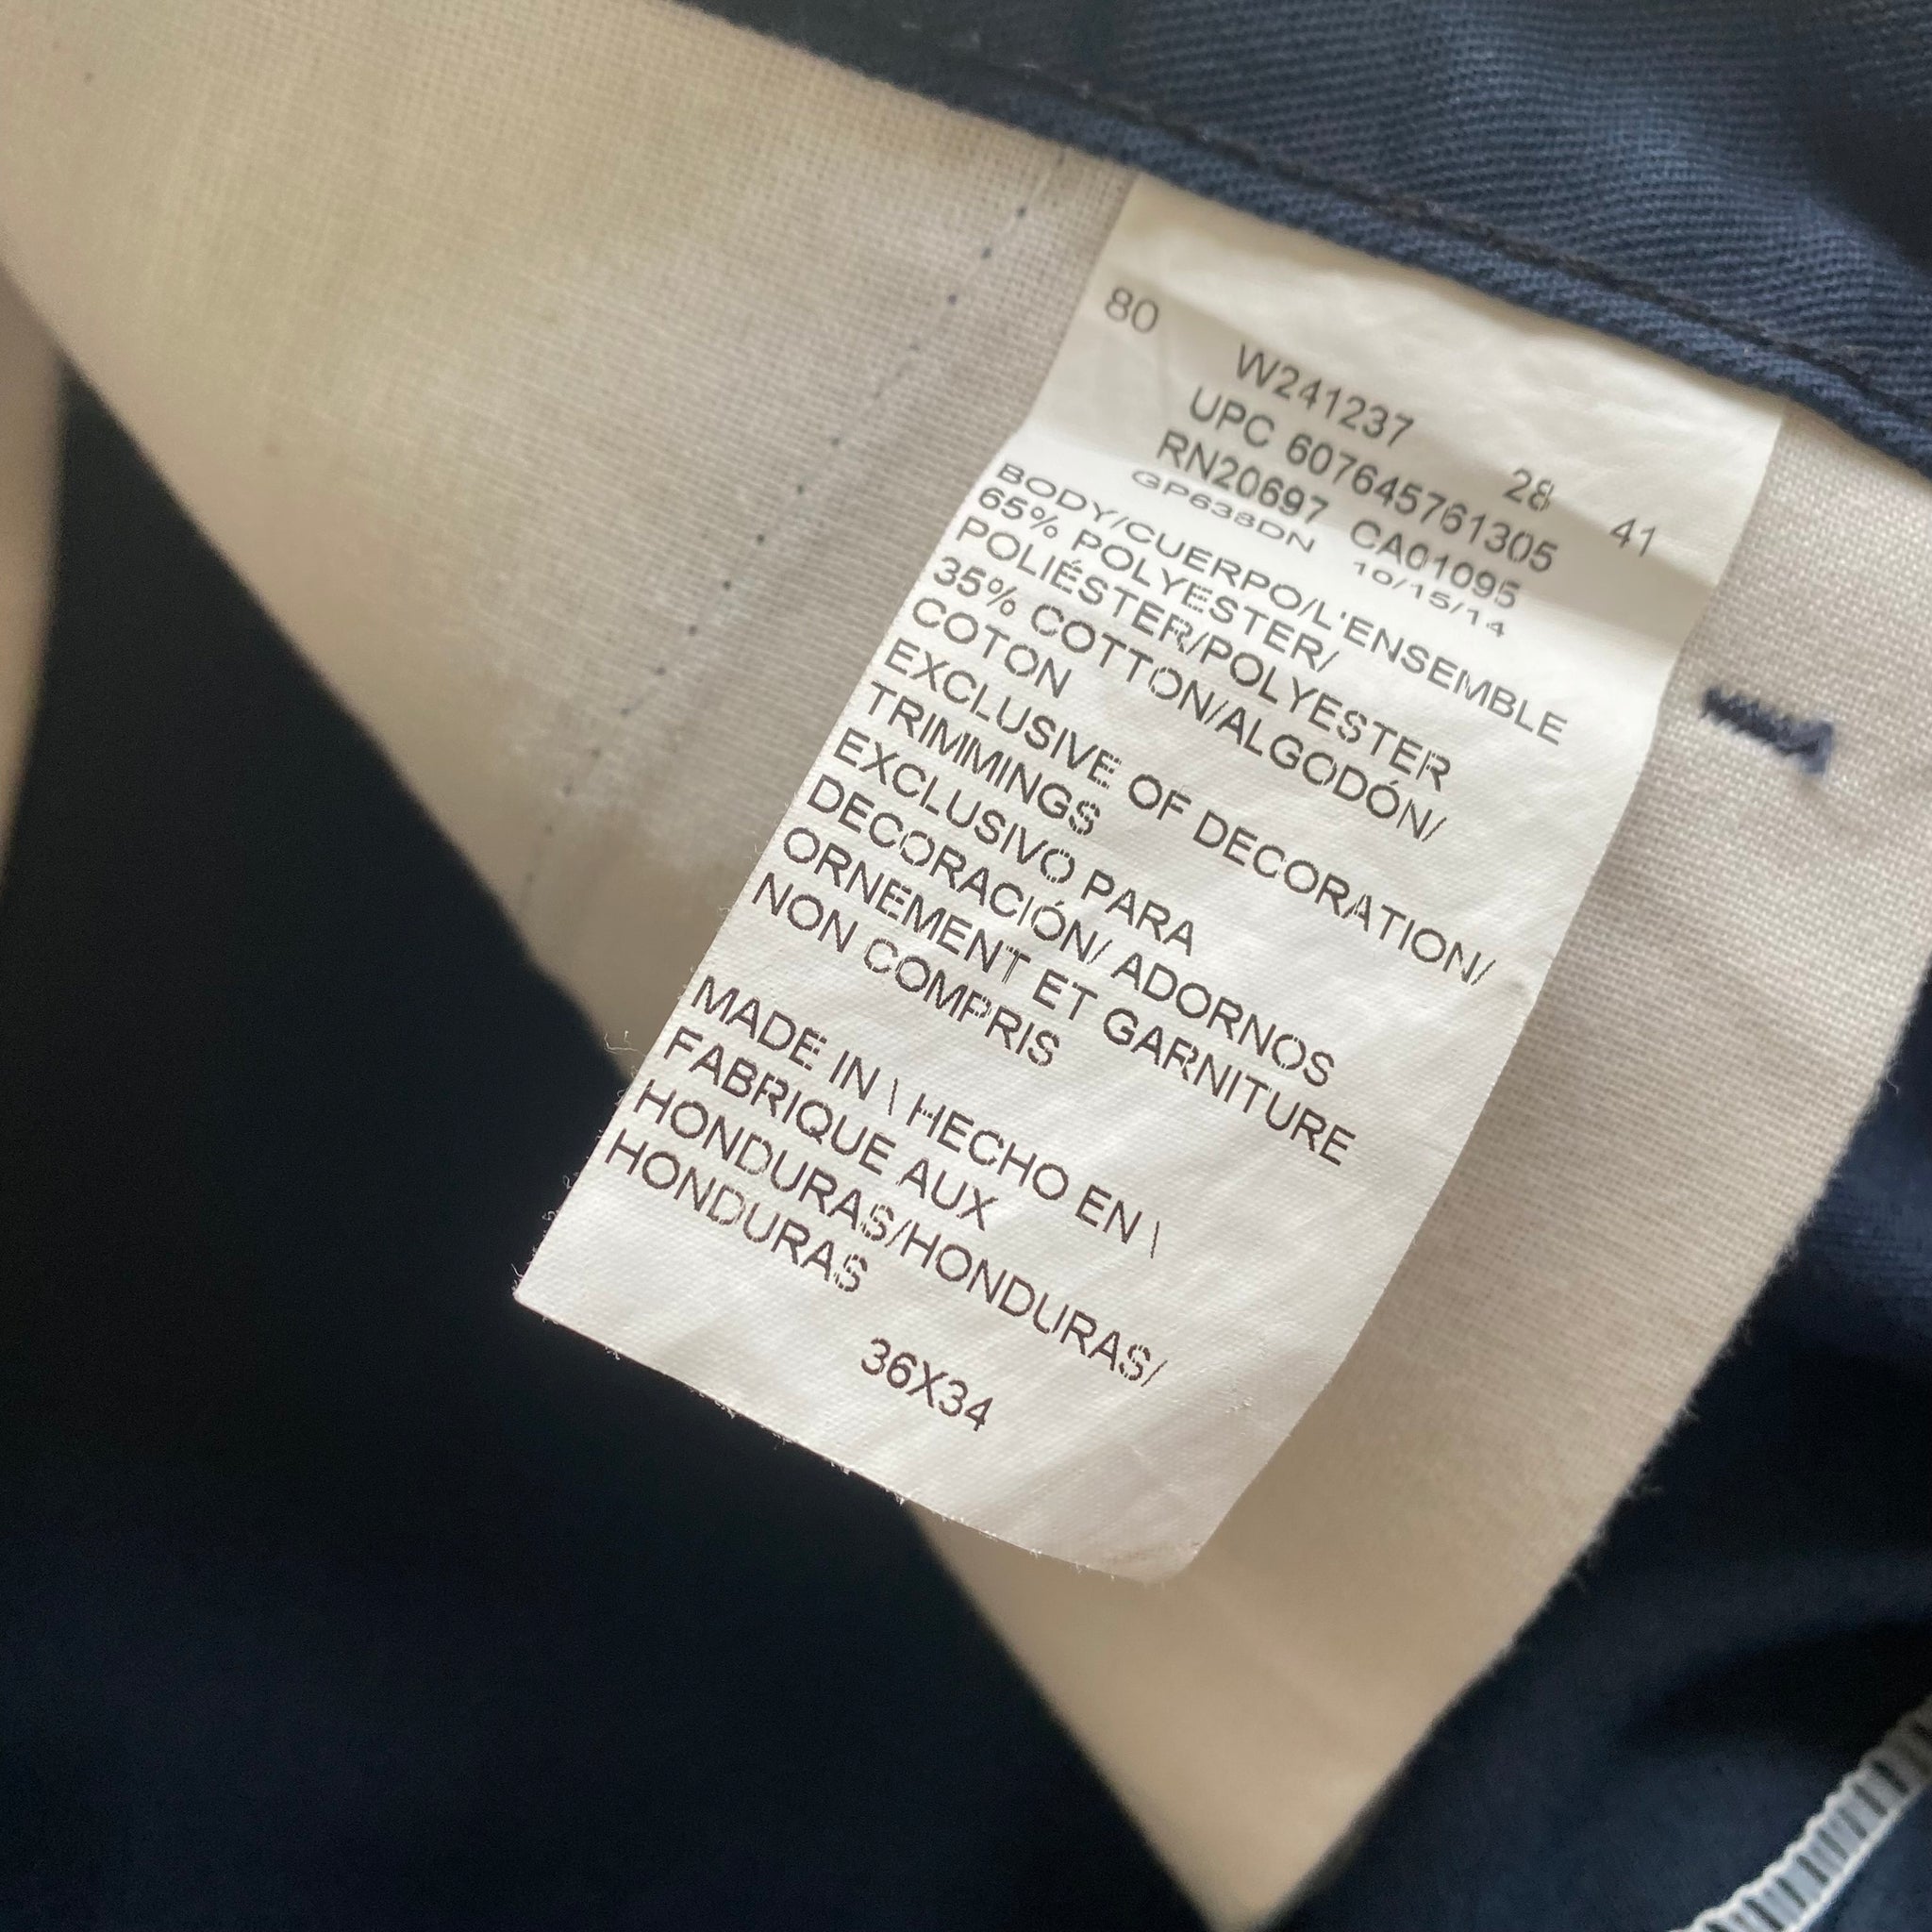 80 W241237 28 41
UPC 607645761305
RN20697 CA01095
GP638DN 10/15/14
BODY/CUERPO/L'ENSEMBLE
65% POLYESTER/
POLIÉSTER/POLYESTER
35% COTTON/ALGODÓN/
COTON
EXCLUSIVE OF DECORATION/
TRIMMINGS
EXCLUSIVO PARA
DECORACIÓN/ ADORNOS
ORNEMENT ET GARNITURE
NON COMPRIS
MADE IN \ HECHO EN \
FABRIQUE AUX
HONDURAS/HONDURAS/
HONDURAS
36X34